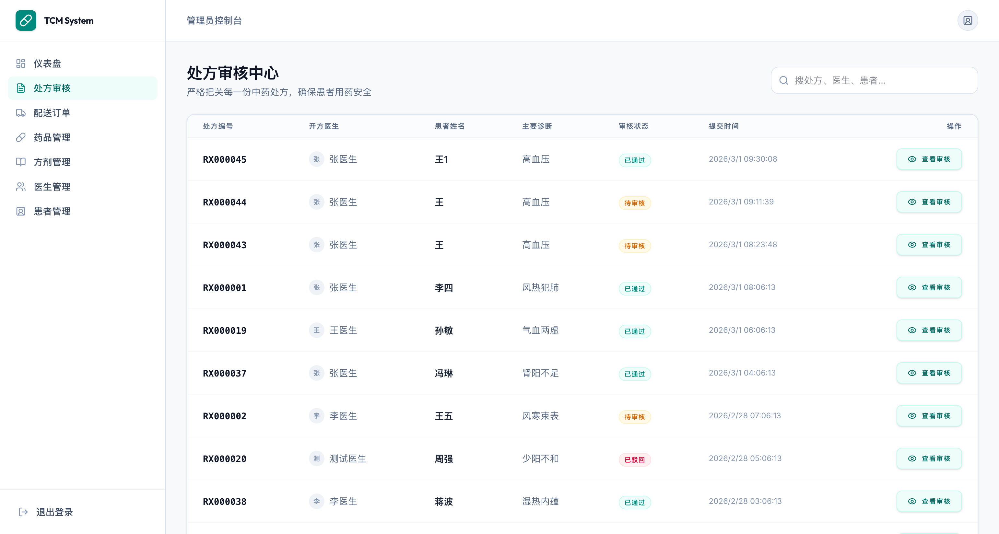 TCM System
管理员控制台
仪表盘
处方审核
配送订单
药品管理
方剂管理
医生管理
患者管理
退出登录
处方审核中心
严格把关每一份中药处方，确保患者用药安全
搜处方、医生、患者...
处方编号 开方医生 患者姓名 主要诊断 审核状态 提交时间 操作
RX000045 张 张医生 王1 高血压 已通过 2026/3/1 09:30:08 查看审核
RX000044 张 张医生 王 高血压 待审核 2026/3/1 09:11:39 查看审核
RX000043 张 张医生 王 高血压 待审核 2026/3/1 08:23:48 查看审核
RX000001 张 张医生 李四 风热犯肺 已通过 2026/3/1 08:06:13 查看审核
RX000019 王 王医生 孙敏 气血两虚 已通过 2026/3/1 06:06:13 查看审核
RX000037 张 张医生 冯琳 肾阳不足 已通过 2026/3/1 04:06:13 查看审核
RX000002 李 李医生 王五 风寒束表 待审核 2026/2/28 07:06:13 查看审核
RX000020 测 测试医生 周强 少阳不和 已驳回 2026/2/28 05:06:13 查看审核
RX000038 李 李医生 蒋波 湿热内蕴 已通过 2026/2/28 03:06:13 查看审核